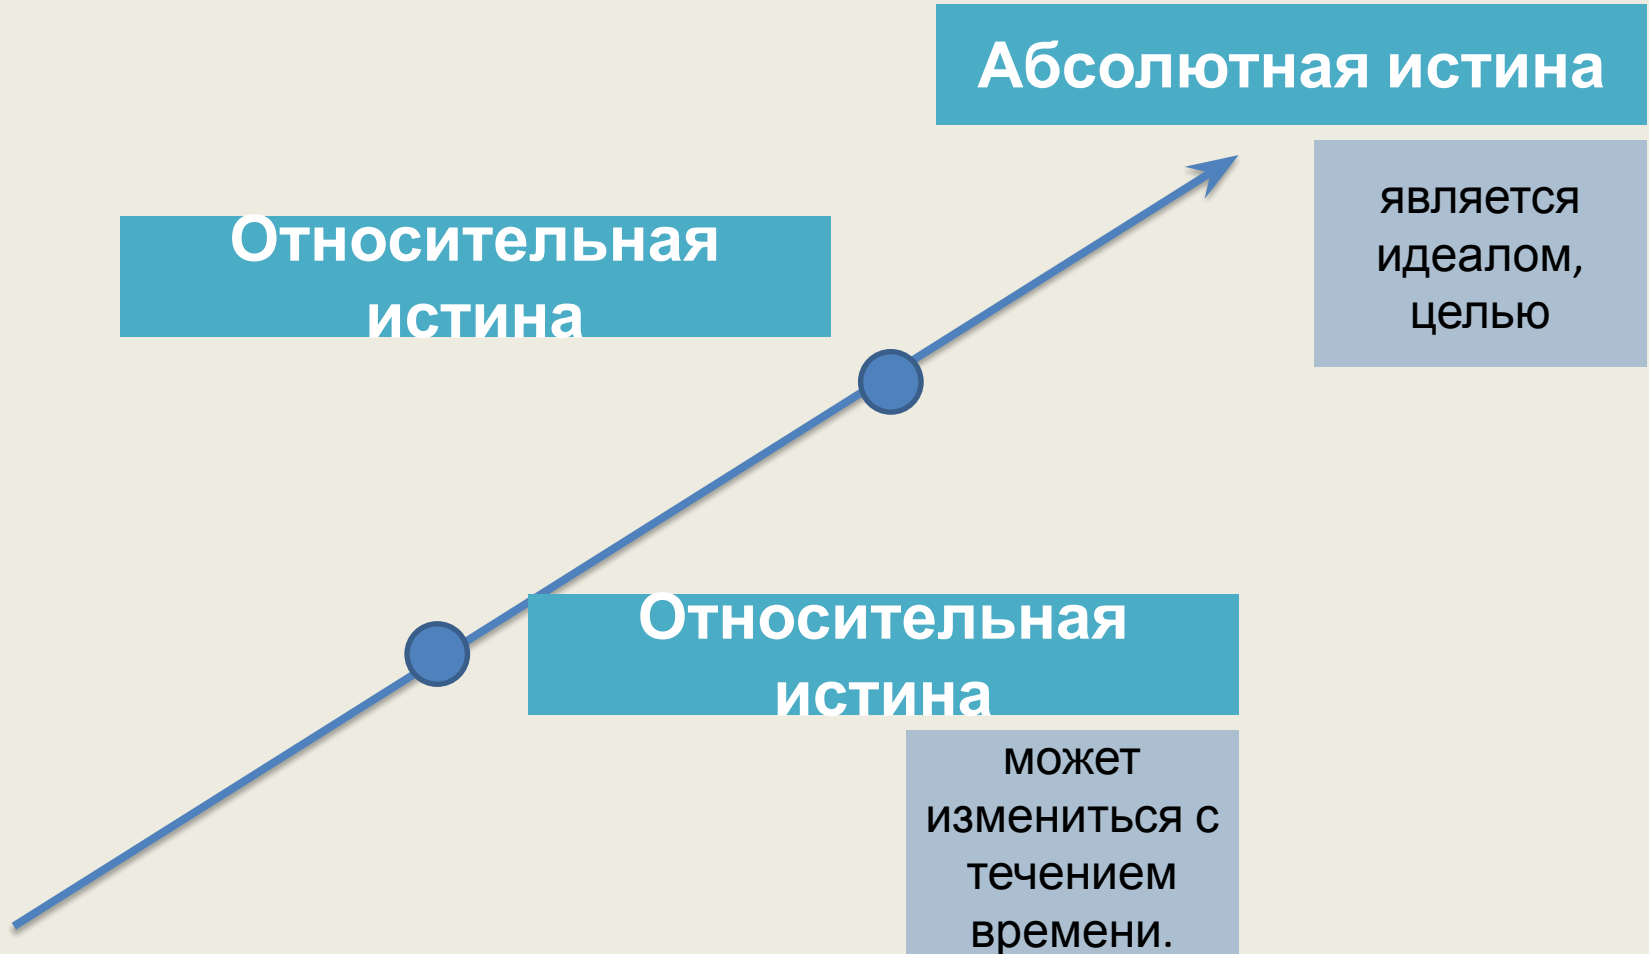 Абсолютная истина
является
идеалом,
целью
Относительная
истина
Относительная
истина
может
измениться с
течением
времени.